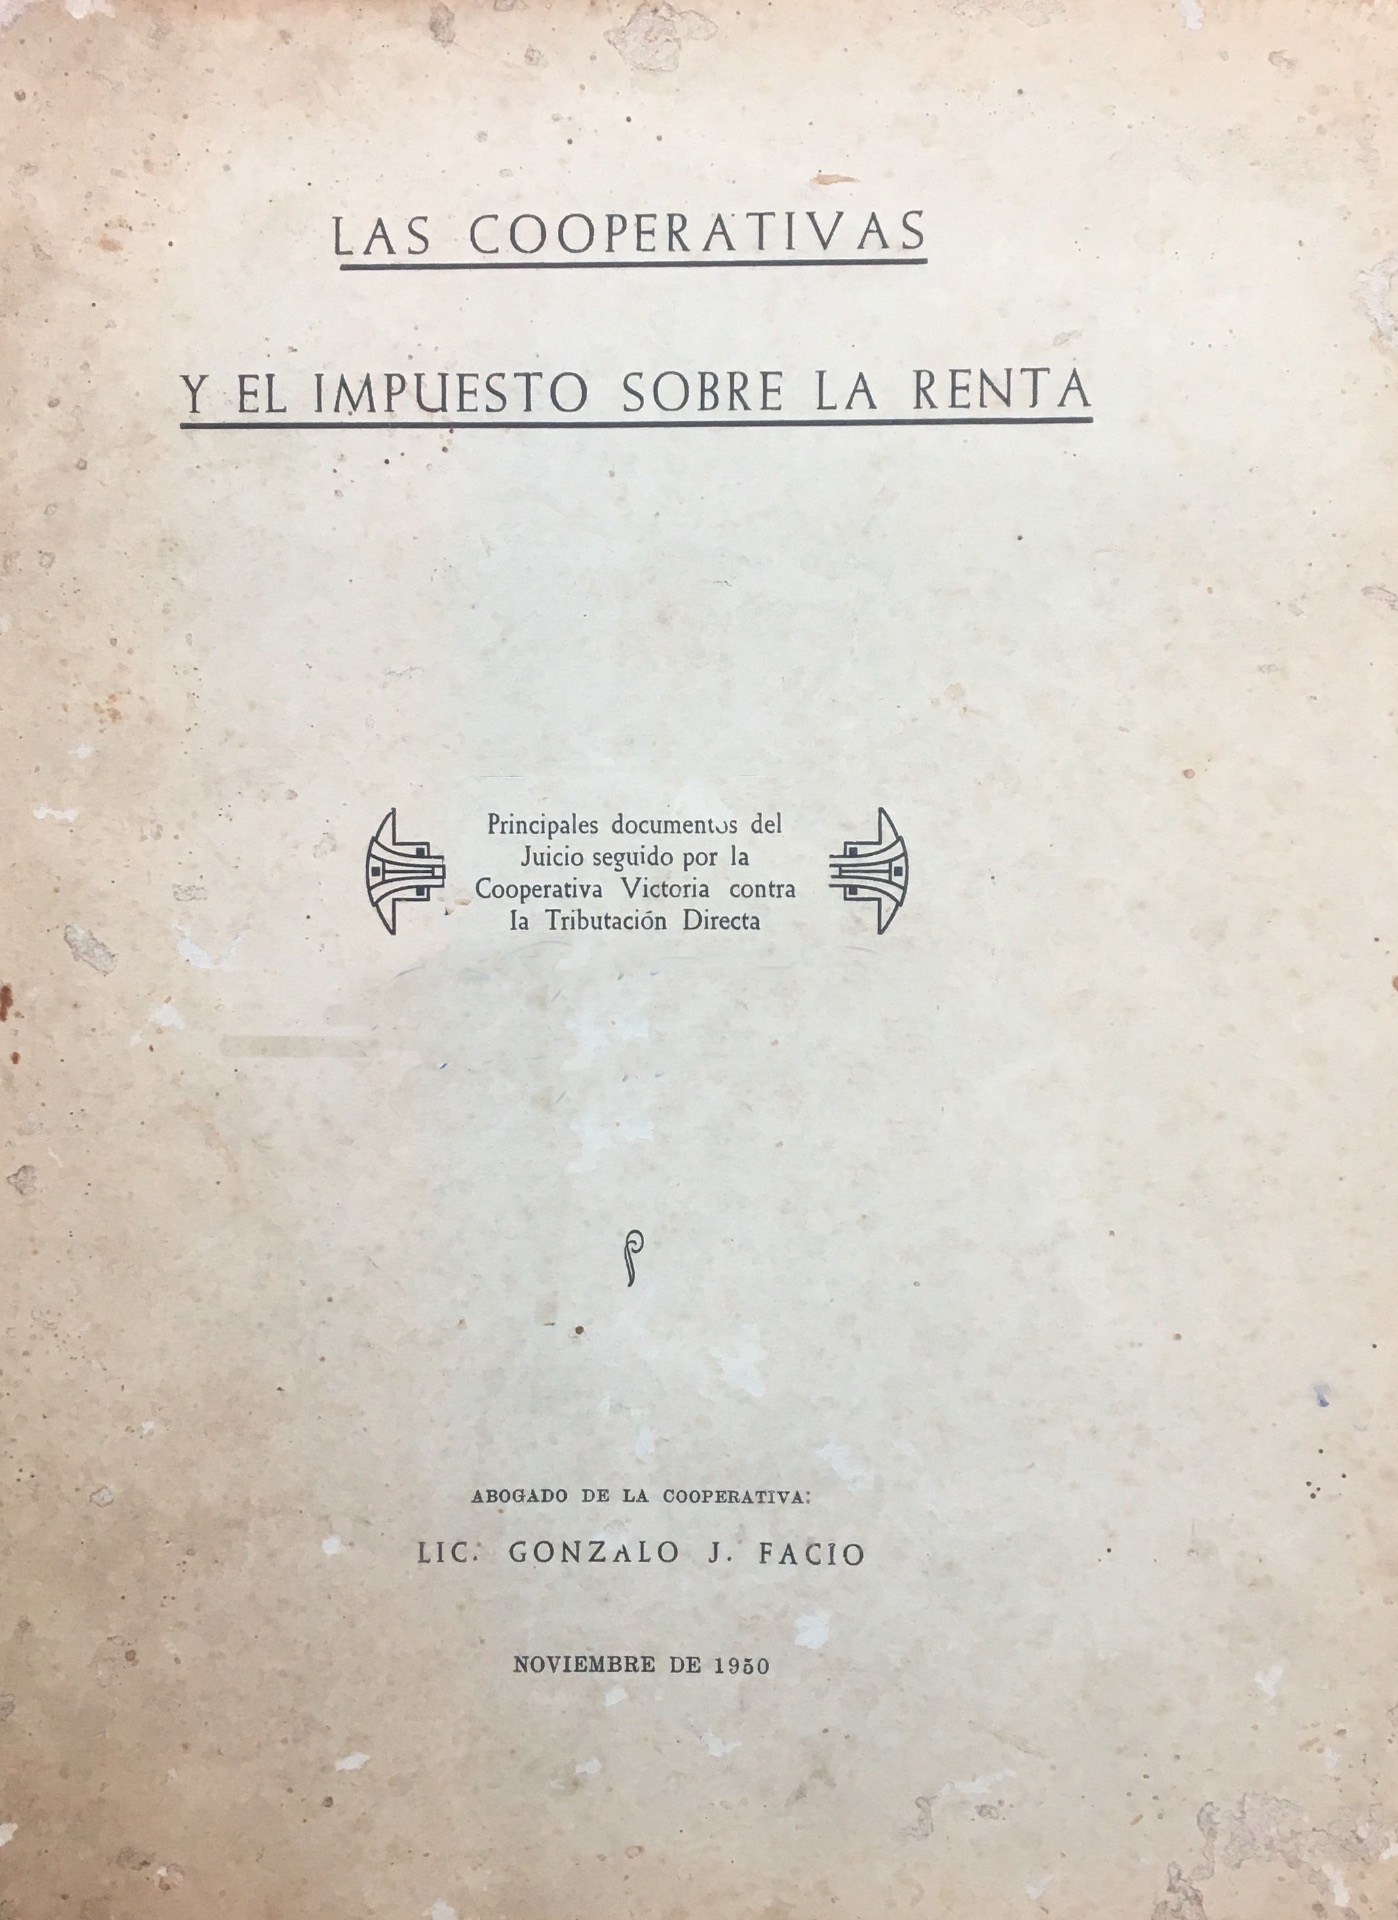 LAS COOPERATIVAS
Y EL IMPUESTO SOBRE LA RENTA
Principales documentos del
Juicio seguido por la
Cooperativa Victoria contra
la Tributación Directa
ABOGADO DE LA COOPERATIVA:
LIC. GONZALO J. FACIO
NOVIEMBRE DE 1950